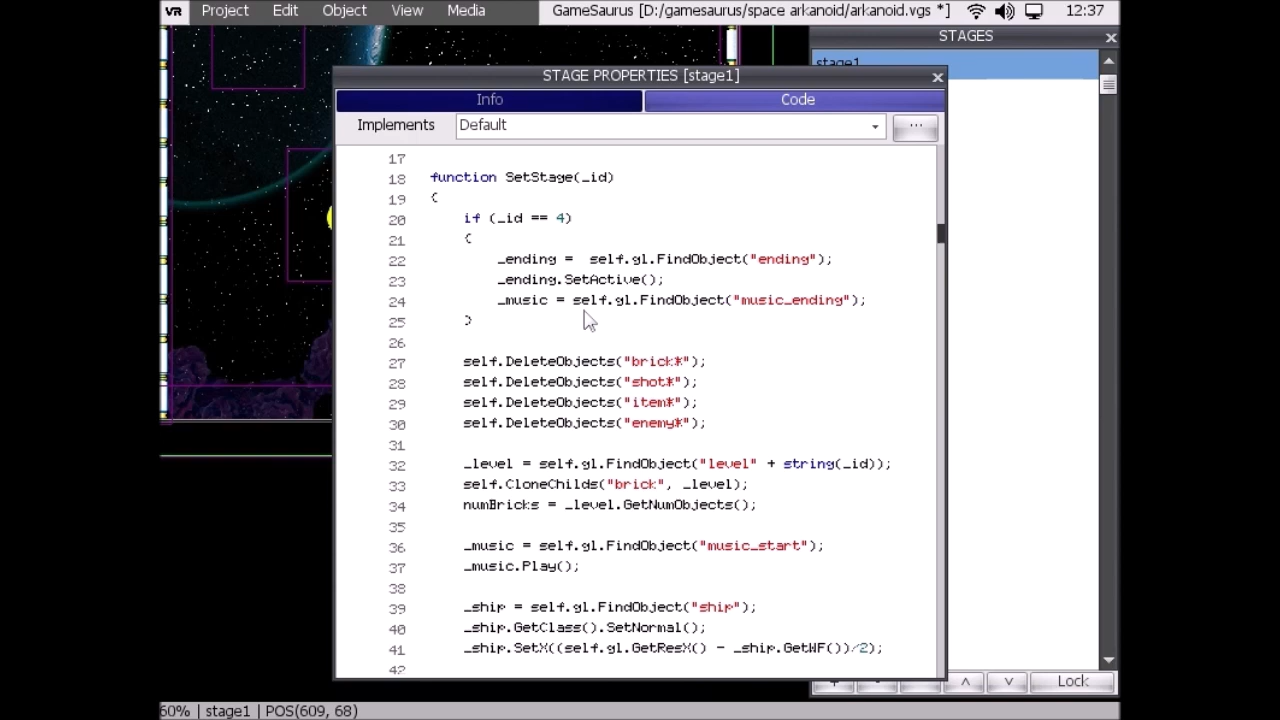 VR Project Edit Object View Media GameSaurus [D:/gamesaurus/space arkanoid/arkanoid.vgs *] 12:37
STAGES
stage1
STAGE PROPERTIES [stage1]
Info Code
Implements Default ...
17
18 function SetStage(_id)
19 {
20 if (_id == 4)
21 {
22 _ending = self.gl.FindObject("ending");
23 _ending.SetActive();
24 _music = self.gl.FindObject("music_ending");
25 }
26
27 self.DeleteObjects("brick*");
28 self.DeleteObjects("shot*");
29 self.DeleteObjects("item*");
30 self.DeleteObjects("enemy*");
31
32 _level = self.gl.FindObject("level" + string(_id));
33 self.CloneChilds("brick", _level);
34 numBricks = _level.GetNumObjects();
35
36 _music = self.gl.FindObject("music_start");
37 _music.Play();
38
39 _ship = self.gl.FindObject("ship");
40 _ship.GetClass().SetNormal();
41 _ship.SetX((self.gl.GetResX() - _ship.GetWF())/2);
42
Lock
60% | stage1 | POS(609, 68)